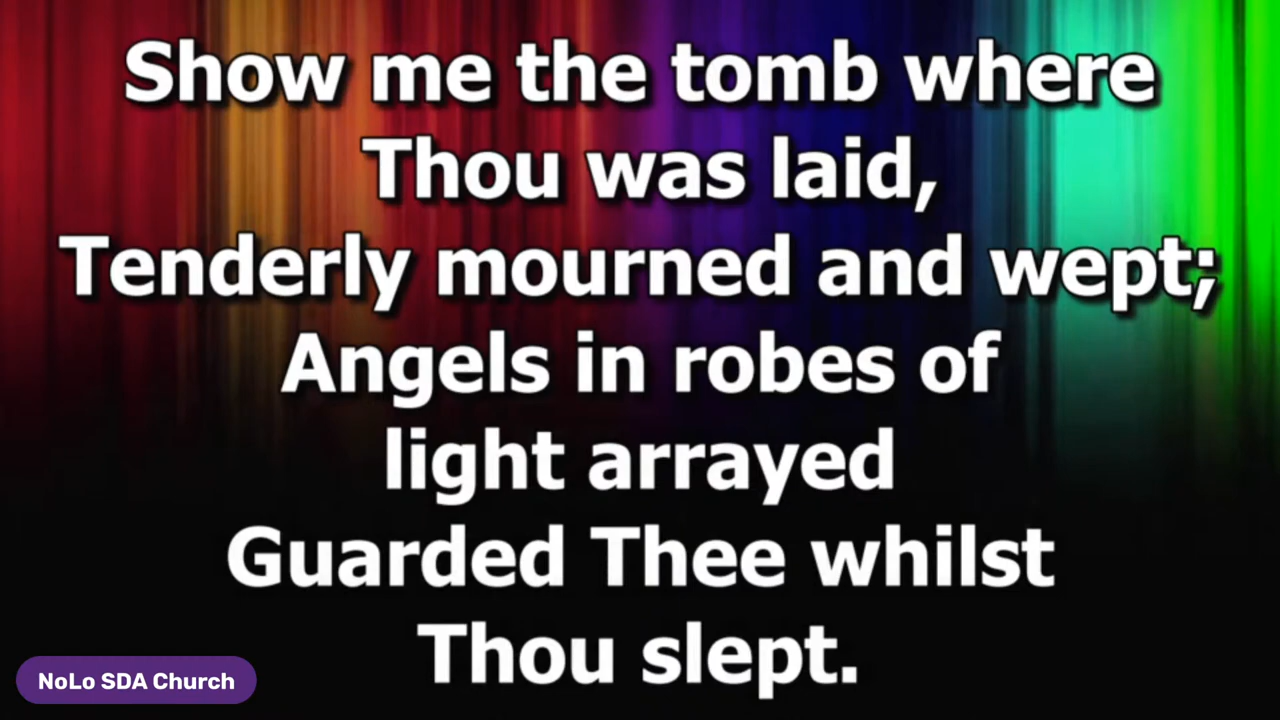 Show me the tomb where
Thou was laid,
Tenderly mourned and wept;
Angels in robes of
light arrayed
Guarded Thee whilst
Thou slept.
NoLo SDA Church